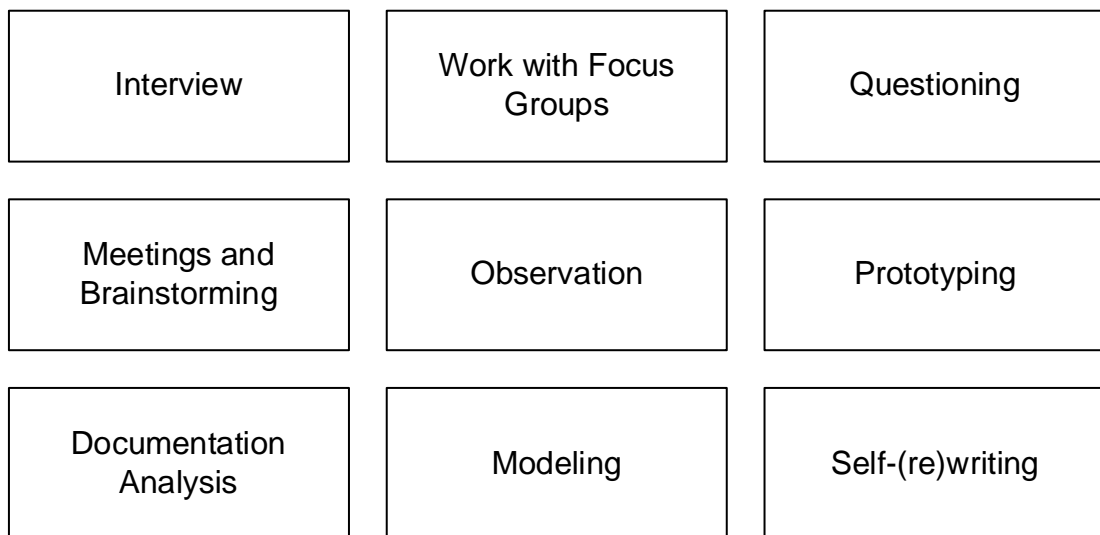 Interview
Work with Focus
Groups
Questioning
Meetings and
Brainstorming
Observation
Prototyping
Documentation
Analysis
Modeling
Self-(re)writing